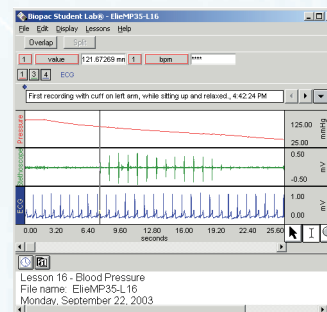 Biopac Student Lab® - ElieMP35-L16
File Edit Display Lessons Help
Overlap Split
1 value 121.67269 mn 1 bpm ****
1 3 4 ECG
First recording with cuff on left arm, while sitting up and relaxed., 4:42:24 PM
Pressure
125.00
25.00
mmHg
Stethoscope
0.50
-0.50
mV
ECG
1.00
0.00
mV
0.00 3.20 6.40 9.60 12.80 16.00 19.20 22.40 25.60
seconds
Lesson 16 - Blood Pressure
File name: ElieMP35-L16
Monday, September 22, 2003